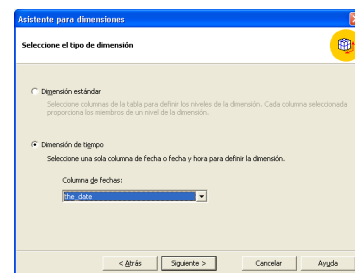 Asistente para dimensiones
Seleccione el tipo de dimensión
Dimensión estándar
Seleccione columnas de la tabla para definir los niveles de la dimensión. Cada columna seleccionada
proporciona los miembros de un nivel de la dimensión.
Dimensión de tiempo
Seleccione una sola columna de fecha o fecha y hora para definir la dimensión.
Columna de fechas:
the_date
< Atrás
Siguiente >
Cancelar
Ayuda